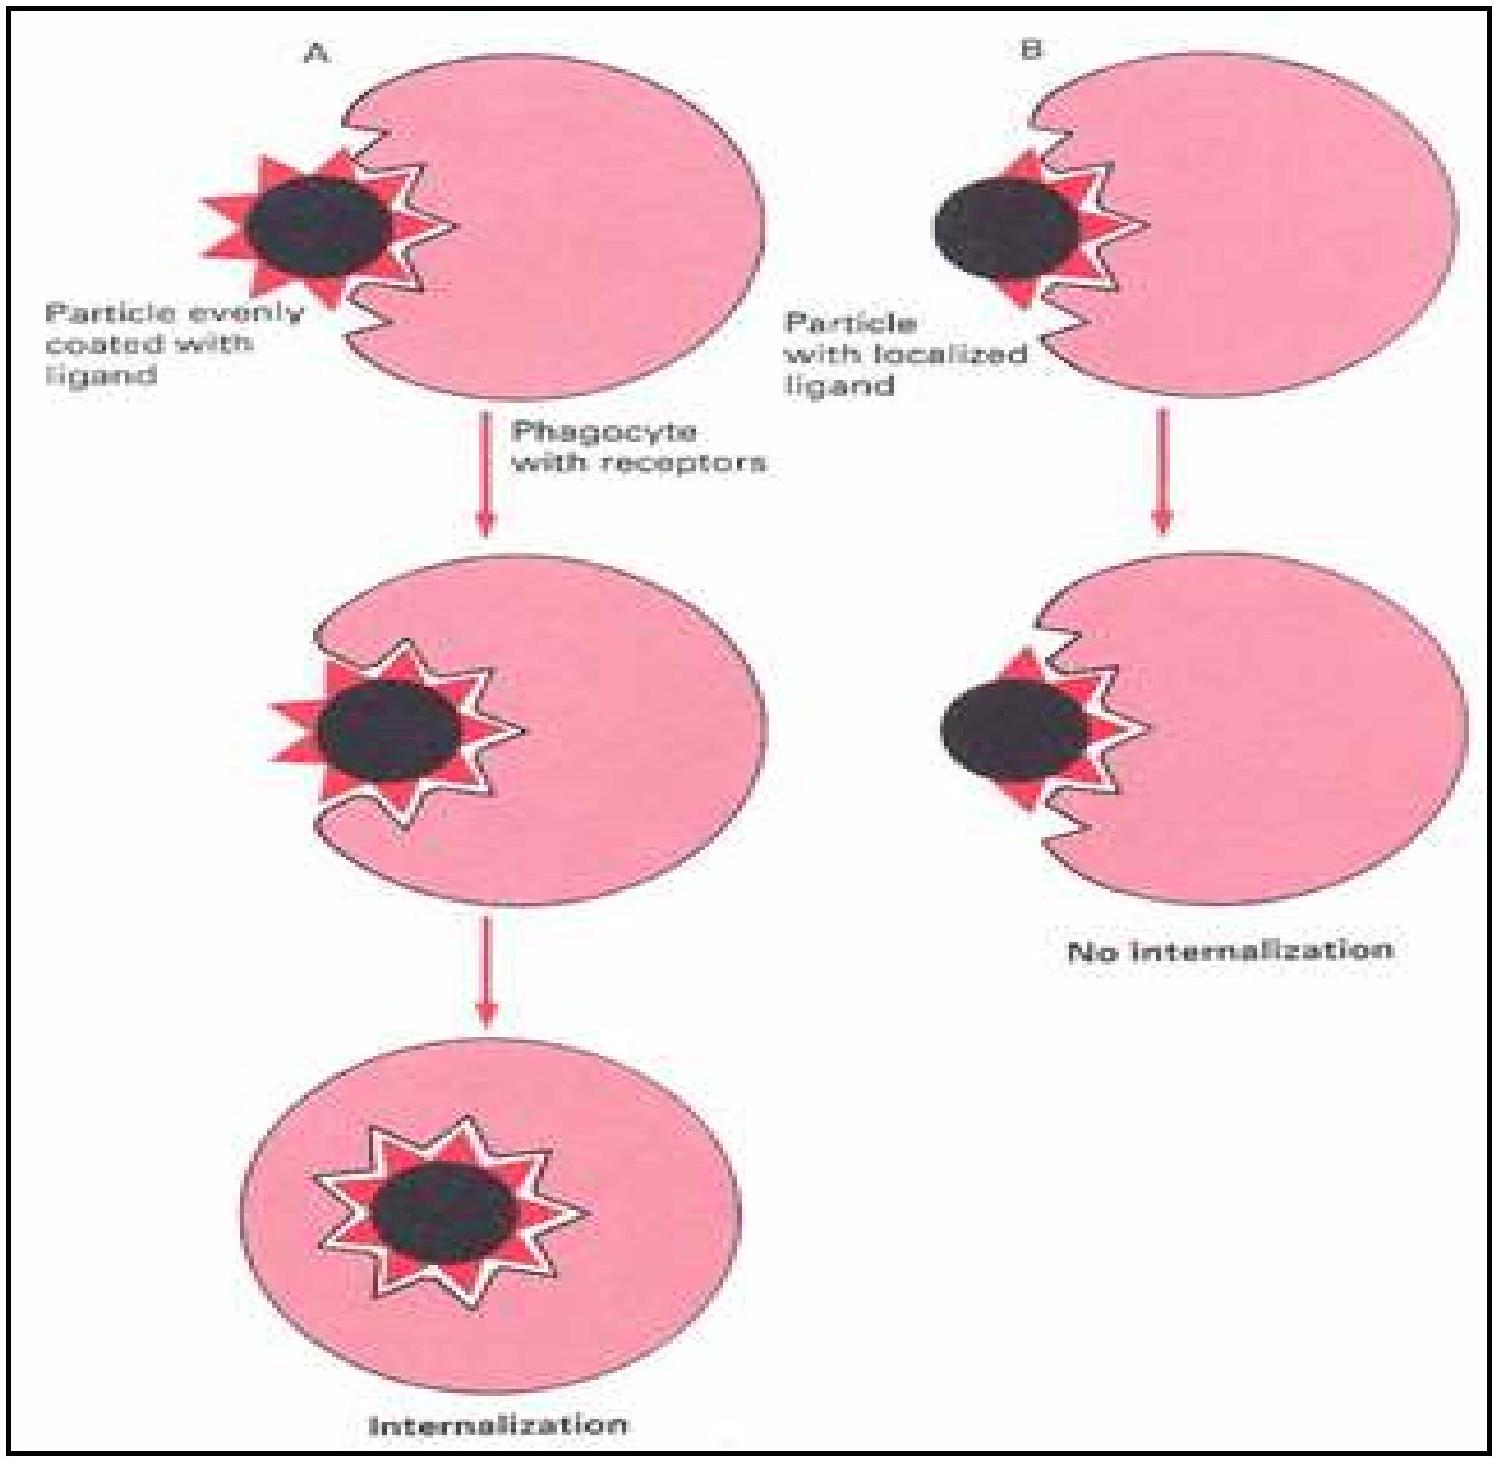 A
B
Particle evenly
coated with
ligand
Particle
with localized
ligand
Phagocyte
with receptors
No internalization
Internalization